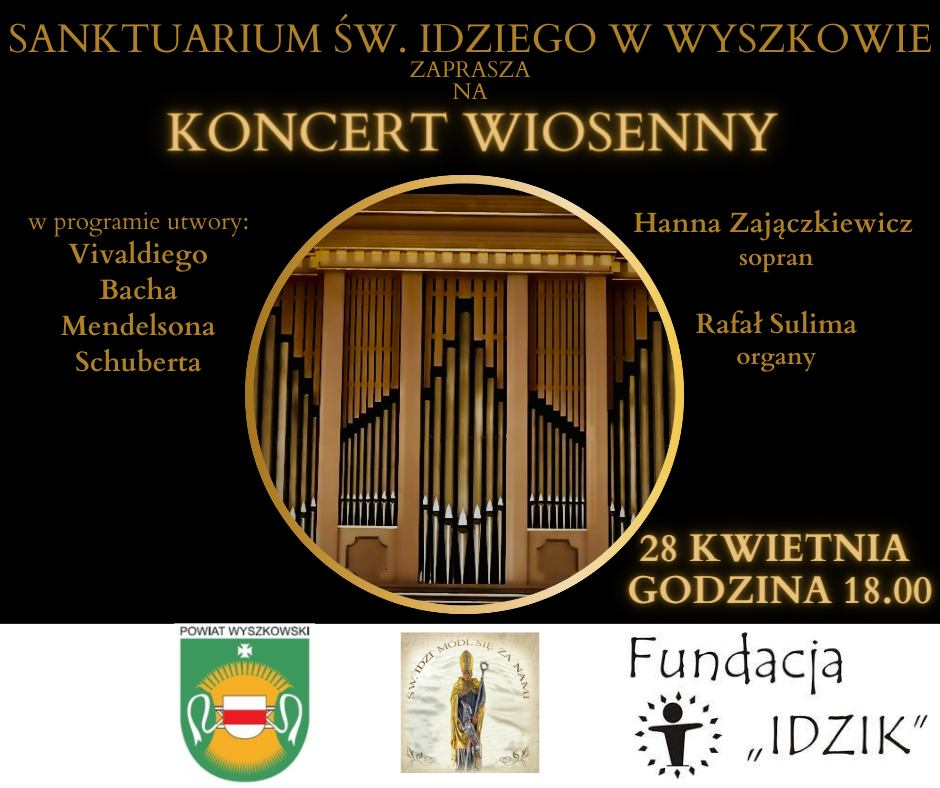 SANKTUARIUM ŚW. IDZIEGO W WYSZKOWIE
ZAPRASZA
NA
KONCERT WIOSENNY
w programie utwory:
Vivaldiego
Bacha
Mendelsona
Schuberta
Hanna Zajączkiewicz
sopran
Rafał Sulima
organy
28 KWIETNIA
GODZINA 18.00
POWIAT WYSZKOWSKI
ŚW. IDZI MÓDL SIĘ ZA NAMI
Fundacja
„IDZIK”